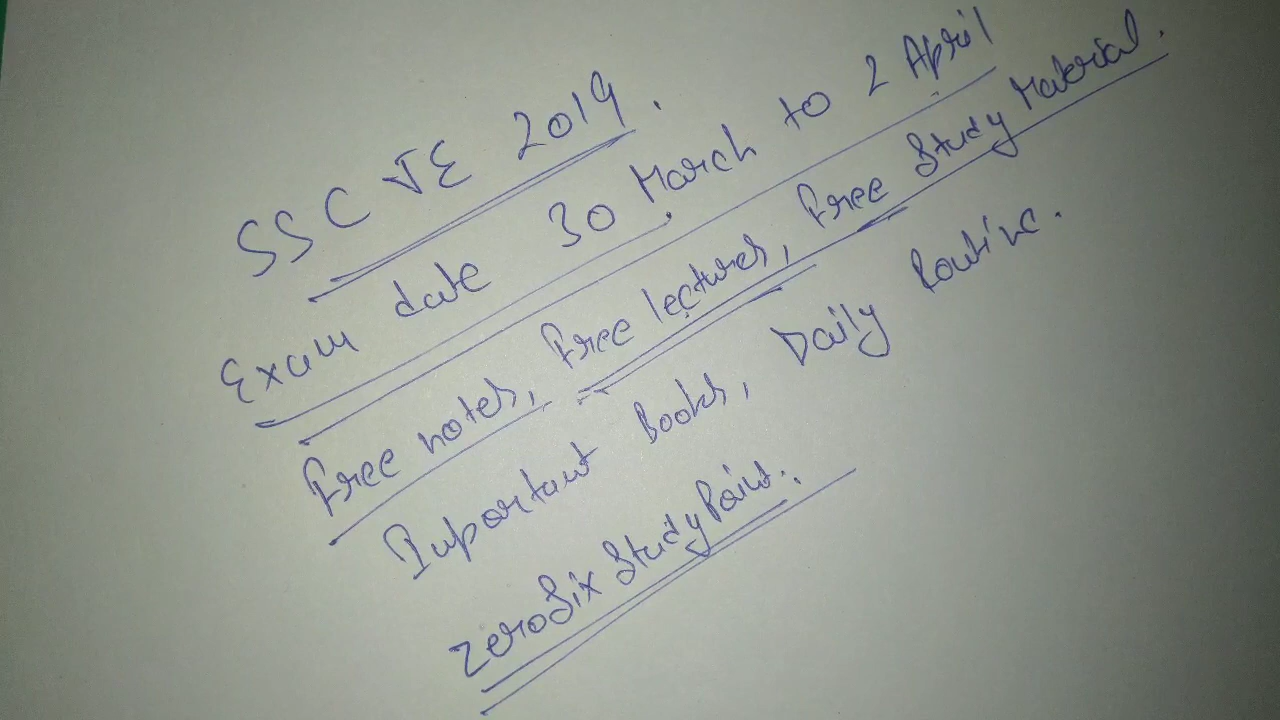 SSC JE 2019.
Exam date 30 March to 2 April
Free notes, Free lectures, Free Study Material.
Important Books, Daily Routine.
ZeroSix StudyPoint.